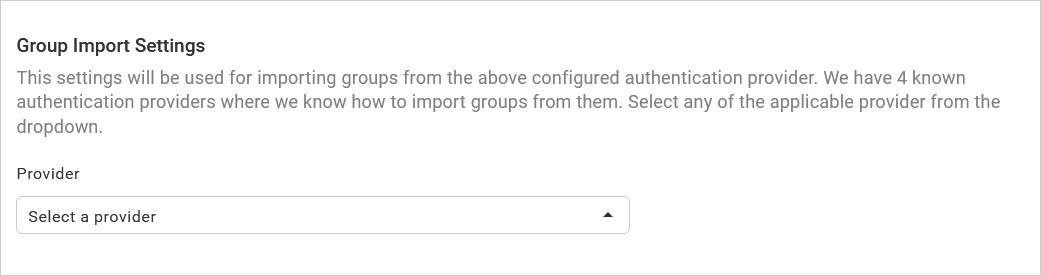 Group Import Settings
This settings will be used for importing groups from the above configured authentication provider. We have 4 known
authentication providers where we know how to import groups from them. Select any of the applicable provider from the
dropdown.
Provider
Select a provider